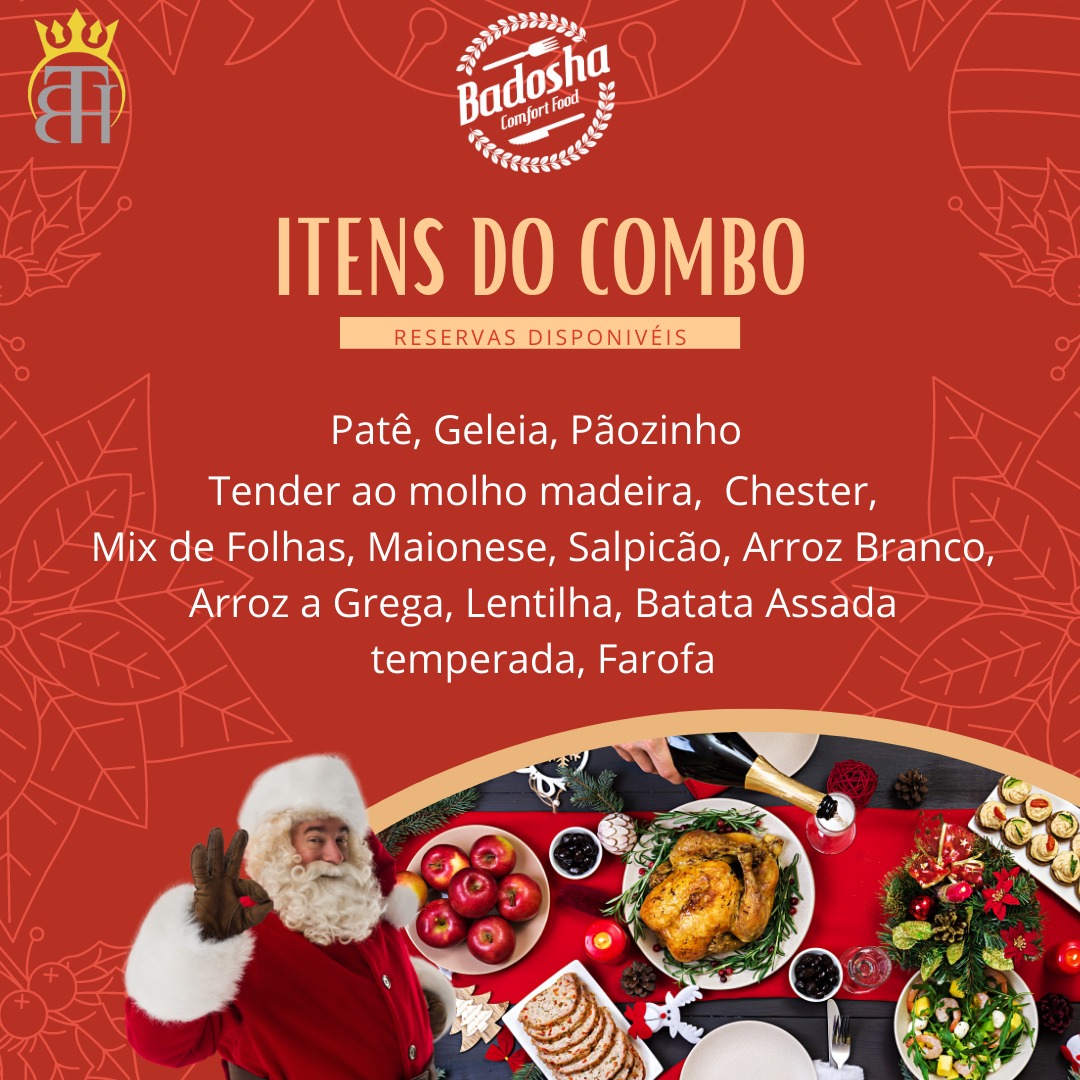 BTH
Badosha
Comfort Food
ITENS DO COMBO
RESERVAS DISPONIVÉIS
Patê, Geleia, Pãozinho
Tender ao molho madeira, Chester,
Mix de Folhas, Maionese, Salpicão, Arroz Branco,
Arroz a Grega, Lentilha, Batata Assada
temperada, Farofa